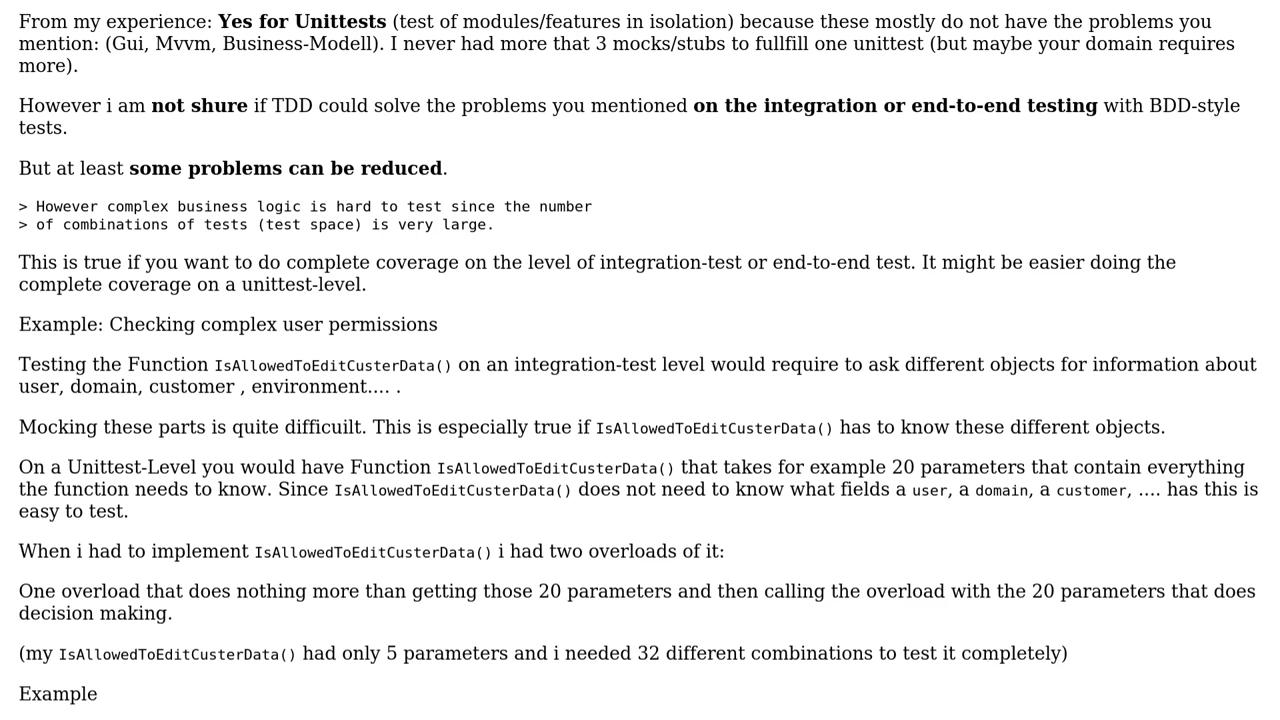 From my experience: Yes for Unittests (test of modules/features in isolation) because these mostly do not have the problems you
mention: (Gui, Mvvm, Business-Modell). I never had more that 3 mocks/stubs to fullfill one unittest (but maybe your domain requires
more).
However i am not shure if TDD could solve the problems you mentioned on the integration or end-to-end testing with BDD-style
tests.
But at least some problems can be reduced.
> However complex business logic is hard to test since the number
> of combinations of tests (test space) is very large.
This is true if you want to do complete coverage on the level of integration-test or end-to-end test. It might be easier doing the
complete coverage on a unittest-level.
Example: Checking complex user permissions
Testing the Function IsAllowedToEditCusterData() on an integration-test level would require to ask different objects for information about
user, domain, customer , environment.... .
Mocking these parts is quite difficuilt. This is especially true if IsAllowedToEditCusterData() has to know these different objects.
On a Unittest-Level you would have Function IsAllowedToEditCusterData() that takes for example 20 parameters that contain everything
the function needs to know. Since IsAllowedToEditCusterData() does not need to know what fields a user, a domain, a customer, .... has this is
easy to test.
When i had to implement IsAllowedToEditCusterData() i had two overloads of it:
One overload that does nothing more than getting those 20 parameters and then calling the overload with the 20 parameters that does
decision making.
(my IsAllowedToEditCusterData() had only 5 parameters and i needed 32 different combinations to test it completely)
Example